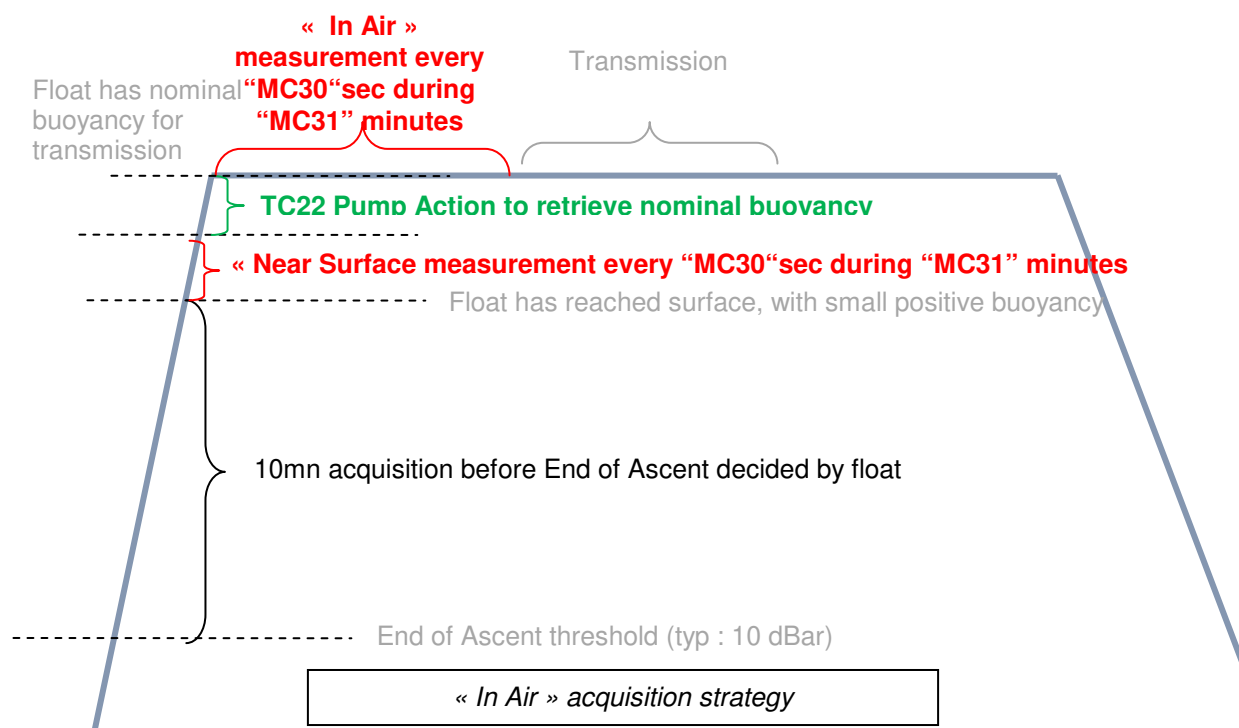 « In Air »
measurement every
“MC30“sec during
“MC31” minutes
Transmission
Float has nominal
buoyancy for
transmission
TC22 Pump Action to retrieve nominal buoyancy
« Near Surface measurement every “MC30“sec during “MC31” minutes
Float has reached surface, with small positive buoyancy
10mn acquisition before End of Ascent decided by float
End of Ascent threshold (typ : 10 dBar)
« In Air » acquisition strategy